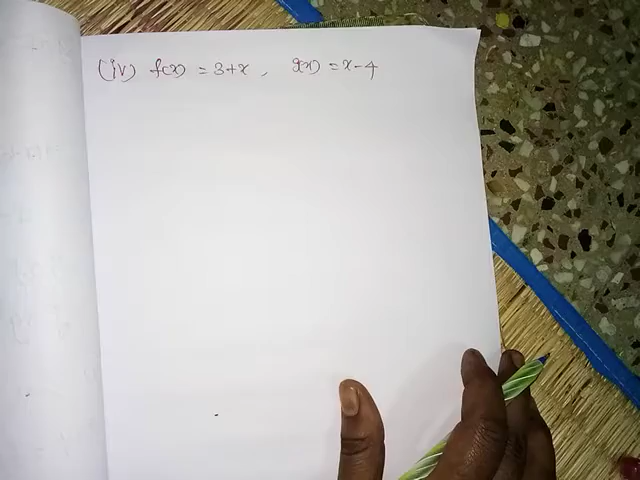 (iv) f(x) = 3+x, g(x) = x-4